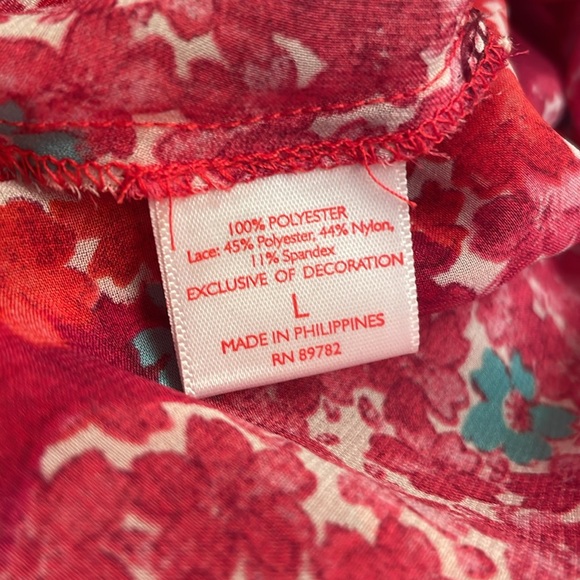 100% POLYESTER
Lace: 45% Polyester, 44% Nylon,
11% Spandex
EXCLUSIVE OF DECORATION
L
MADE IN PHILIPPINES
RN 89782